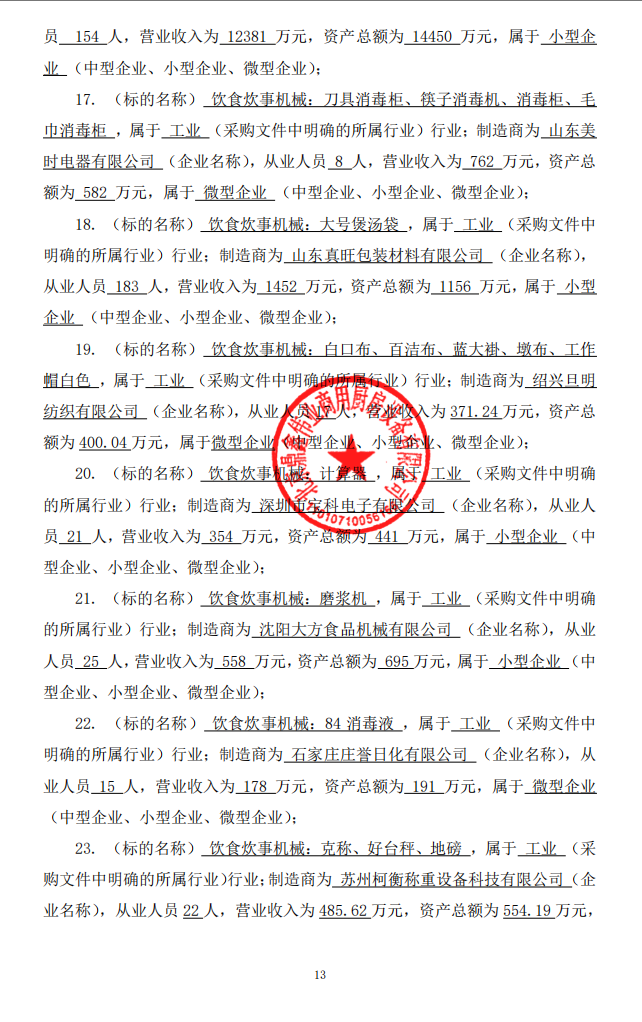 员 154 人，营业收入为 12381 万元，资产总额为 14450 万元，属于 小型企
业 （中型企业、小型企业、微型企业）；
17. （标的名称） 饮食炊事机械：刀具消毒柜、筷子消毒机、消毒柜、毛
巾消毒柜 ，属于 工业 （采购文件中明确的所属行业）行业；制造商为 山东美
时电器有限公司 （企业名称），从业人员 8 人，营业收入为 762 万元，资产总
额为 582 万元，属于 微型企业 （中型企业、小型企业、微型企业）；
18. （标的名称） 饮食炊事机械：大号煲汤袋 ，属于 工业 （采购文件中
明确的所属行业）行业；制造商为 山东真旺包装材料有限公司 （企业名称），
从业人员 183 人，营业收入为 1452 万元，资产总额为 1156 万元，属于 小型
企业 （中型企业、小型企业、微型企业）；
19. （标的名称） 饮食炊事机械：白口布、百洁布、蓝大褂、墩布、工作
帽白色 ，属于 工业 （采购文件中明确的所属行业）行业；制造商为 绍兴旦明
纺织有限公司 （企业名称），从业人员 人，营业收入为 371.24 万元，资产总
额为 400.04 万元，属于微型企业（中型企业、小型企业、微型企业）；
20. （标的名称） 饮食炊事机械：计算器 ，属于 工业 （采购文件中明确
的所属行业）行业；制造商为 深圳市 科电子有限公司 （企业名称），从业人
员 21 人，营业收入为 354 万元，资产总额为 441 万元，属于 小型企业 （中
型企业、小型企业、微型企业）；
21. （标的名称） 饮食炊事机械：磨浆机 ，属于 工业 （采购文件中明确
的所属行业）行业；制造商为 沈阳大方食品机械有限公司 （企业名称），从业
人员 25 人，营业收入为 558 万元，资产总额为 695 万元，属于 小型企业 （中
型企业、小型企业、微型企业）；
22. （标的名称） 饮食炊事机械：84 消毒液 ，属于 工业 （采购文件中
明确的所属行业）行业；制造商为 石家庄庄誉日化有限公司 （企业名称），从
业人员 15 人，营业收入为 178 万元，资产总额为 191 万元，属于 微型企业
（中型企业、小型企业、微型企业）；
23. （标的名称） 饮食炊事机械：克称、好台秤、地磅 ，属于 工业 （采
购文件中明确的所属行业）行业；制造商为 苏州柯衡称重设备科技有限公司（企
业名称），从业人员 22 人，营业收入为 485.62 万元，资产总额为 554.19 万元，
13